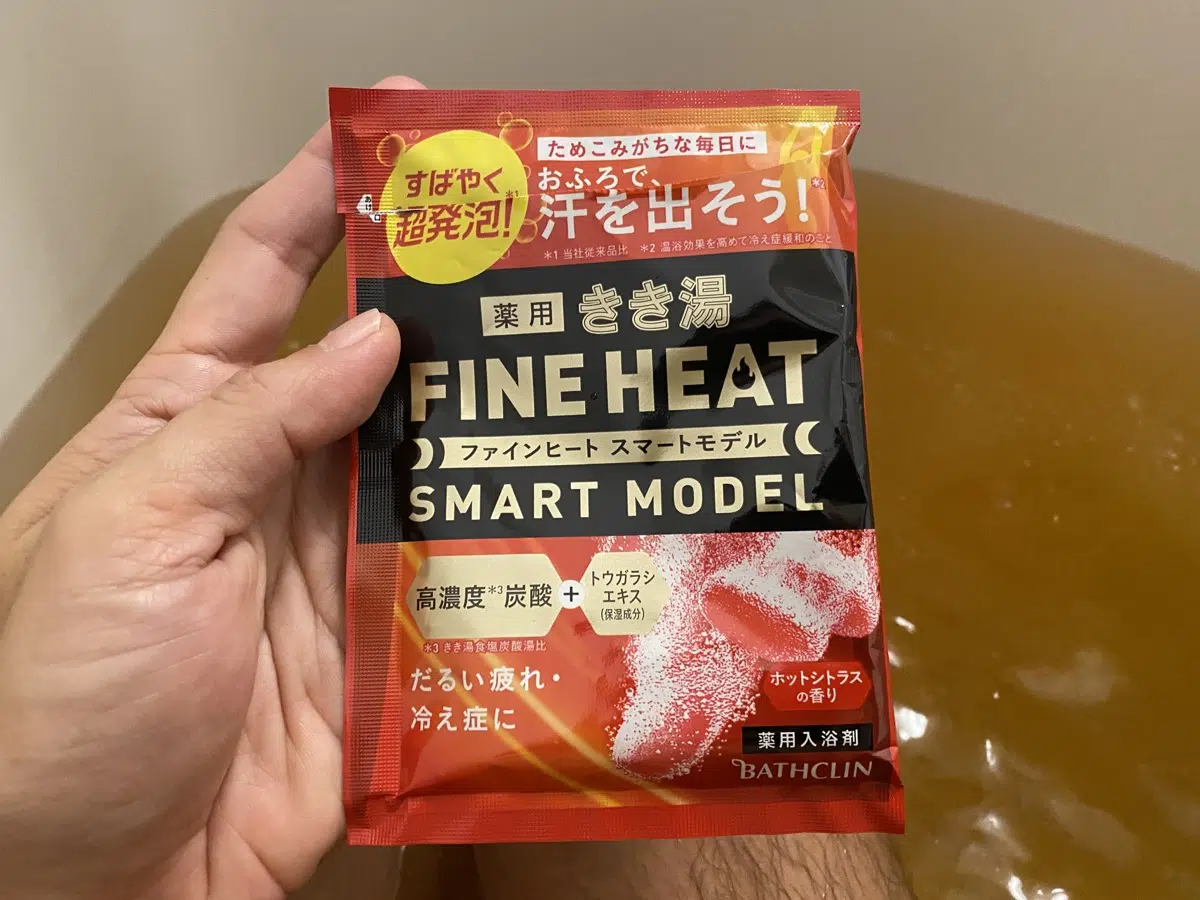 すばやく
超発泡!*1
ためこみがちな毎日に
おふろで、
汗を出そう!*2
*1 当社従来品比 *2 温浴効果を高めて冷え症緩和のこと
薬用 きき湯
FINE HEAT
ファインヒート スマートモデル
SMART MODEL
高濃度*3炭酸 + トウガラシ
エキス
(保湿成分)
*3 きき湯食塩炭酸湯比
だるい疲れ・
冷え症に
ホットシトラス
の香り
薬用入浴剤
BATHCLIN